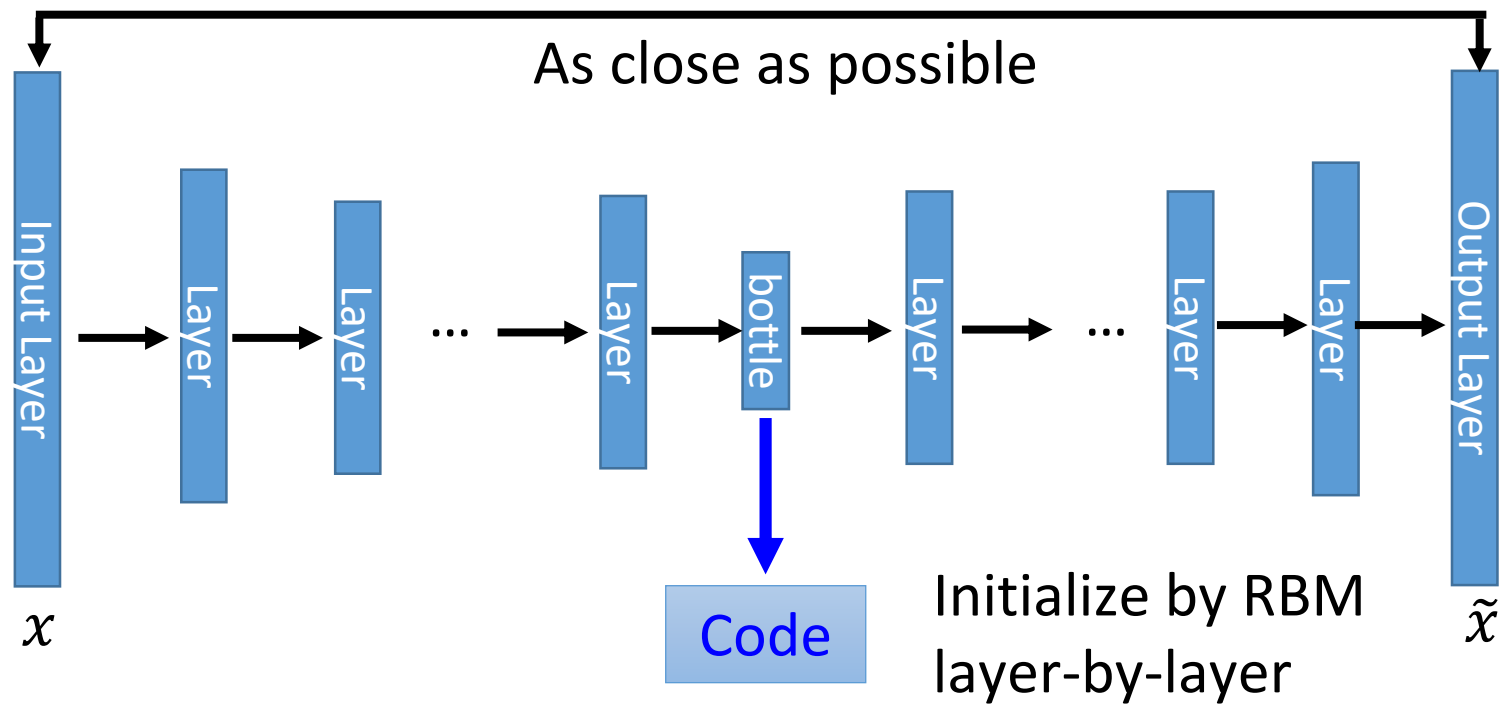 As close as possible
Input Layer
Layer
Layer
...
Layer
bottle
Layer
...
Layer
Layer
Output Layer
x
Code
Initialize by RBM
layer-by-layer
x̃